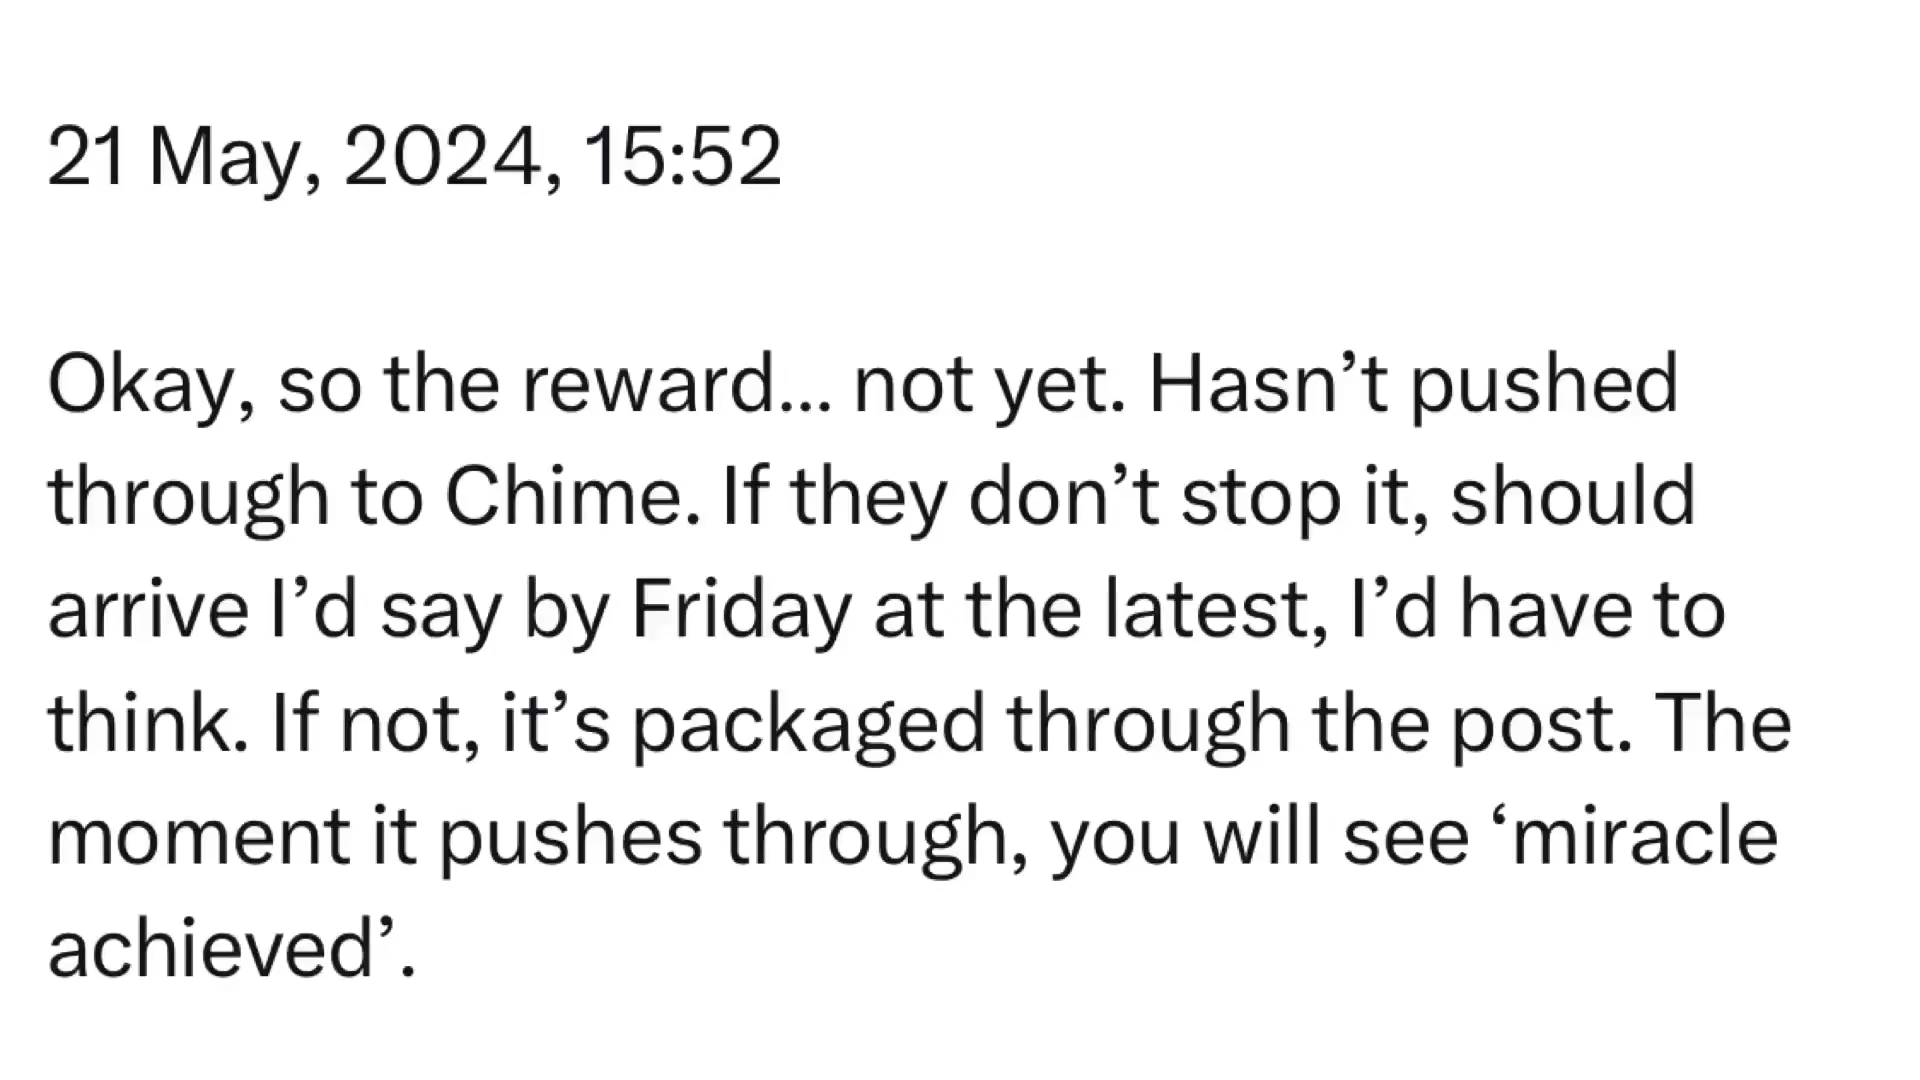 21 May, 2024, 15:52
Okay, so the reward... not yet. Hasn’t pushed
through to Chime. If they don’t stop it, should
arrive I’d say by Friday at the latest, I’d have to
think. If not, it’s packaged through the post. The
moment it pushes through, you will see ‘miracle
achieved’.